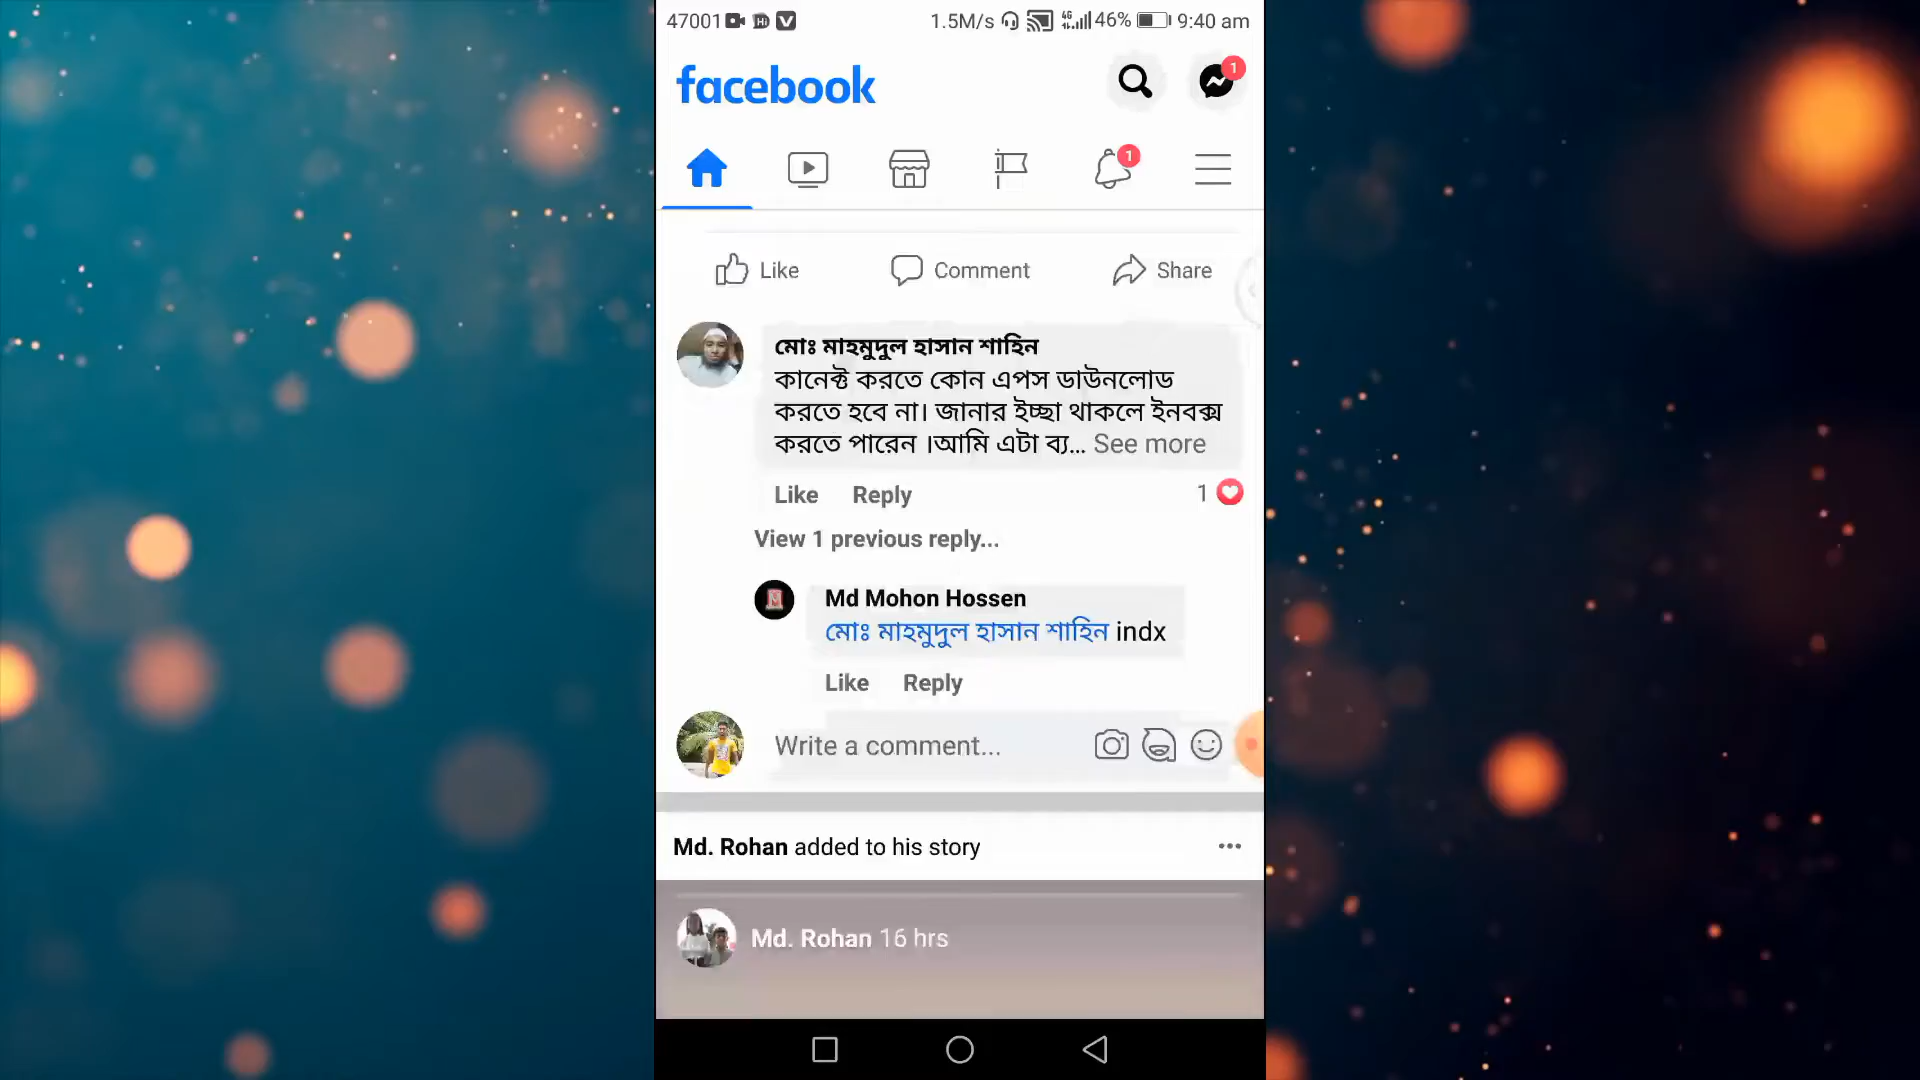 47001 1.5M/s 4G 46% 9:40 am
facebook
1
1
Like Comment Share
মোঃ মাহমুদুল হাসান শাহিন
কানেক্ট করতে কোন এপস ডাউনলোড
করতে হবে না। জানার ইচ্ছা থাকলে ইনবক্স
করতে পারেন ।আমি এটা ব্য... See more
Like Reply 1
View 1 previous reply...
Md Mohon Hossen
মোঃ মাহমুদুল হাসান শাহিন indx
Like Reply
Write a comment...
Md. Rohan added to his story
Md. Rohan 16 hrs